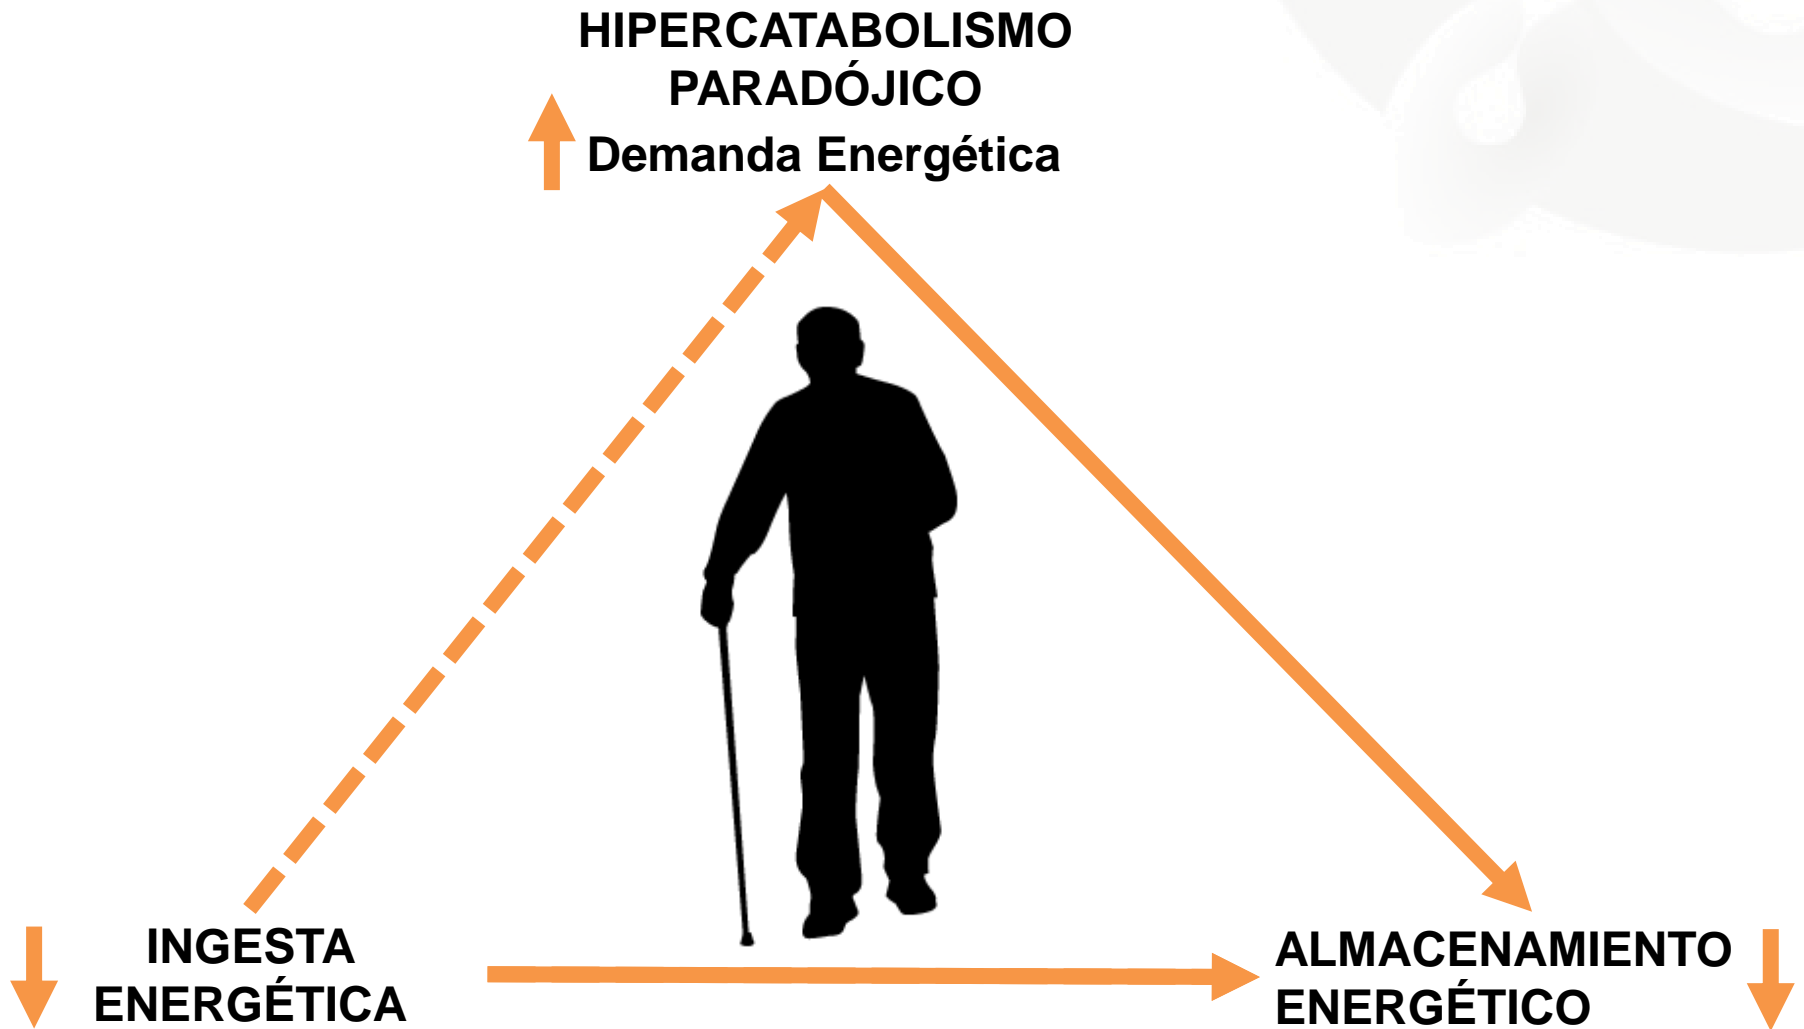 HIPERCATABOLISMO
PARADÓJICO
Demanda Energética
INGESTA
ENERGÉTICA
ALMACENAMIENTO
ENERGÉTICO